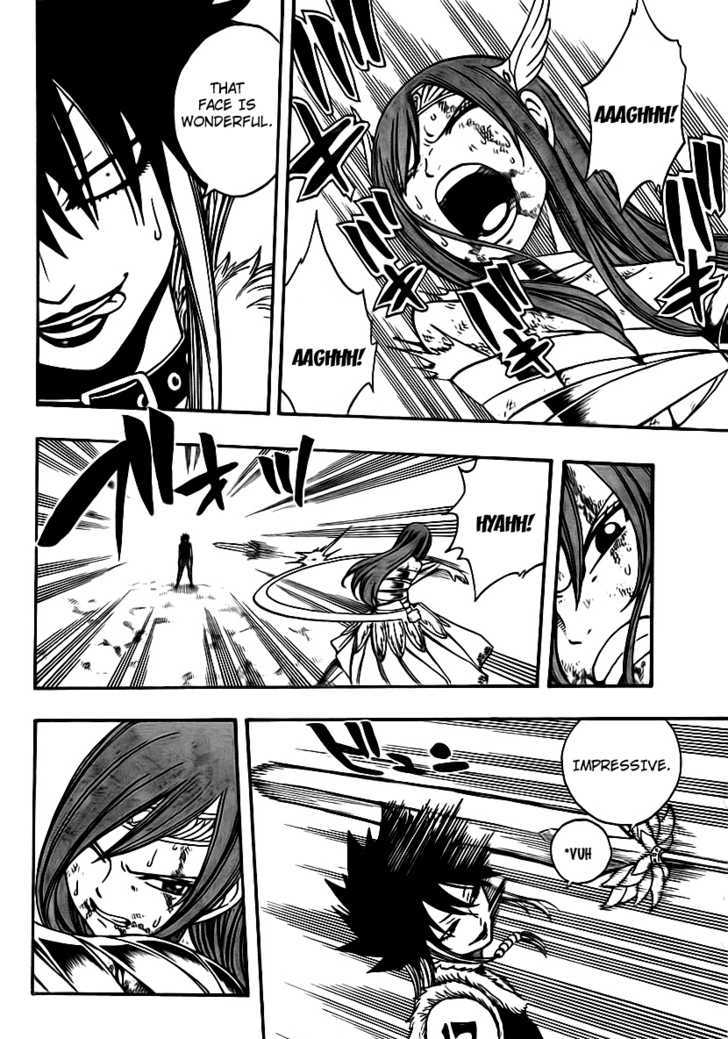 THAT
FACE IS
WONDERFUL.
AAAGHHH!
AAGHHH!
HYAHH!
IMPRESSIVE.
*VUH